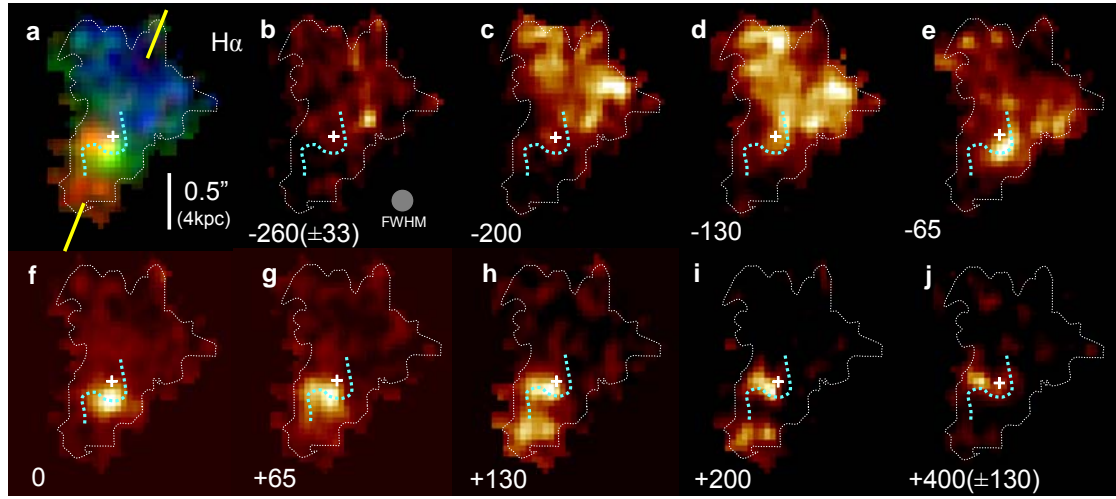 a
Hα
0.5”
(4kpc)
b
-260(±33)
FWHM
c
-200
d
-130
e
-65
f
0
g
+65
h
+130
i
+200
j
+400(±130)